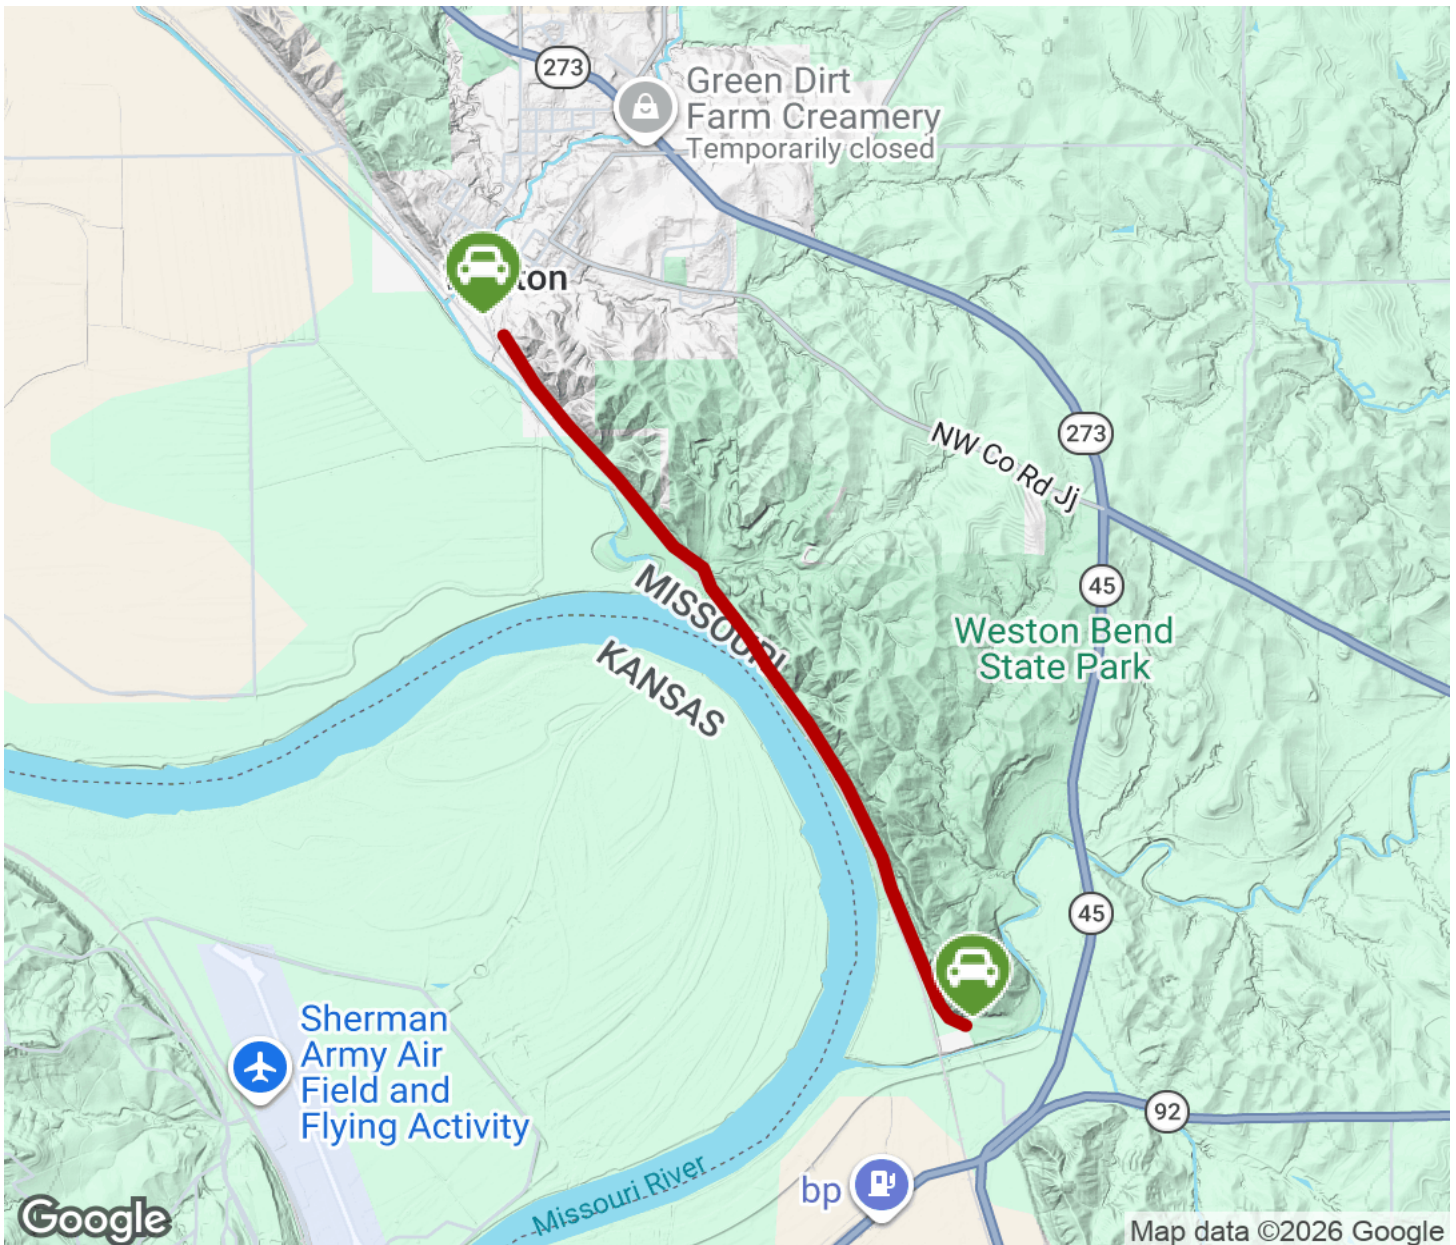 273
Green Dirt
Farm Creamery
Temporarily closed
ton
NW Co Rd Jj
273
45
MISSOURI
KANSAS
Weston Bend
State Park
45
Sherman
Army Air
Field and
Flying Activity
92
bp
Missouri River
Google
Map data ©2026 Google